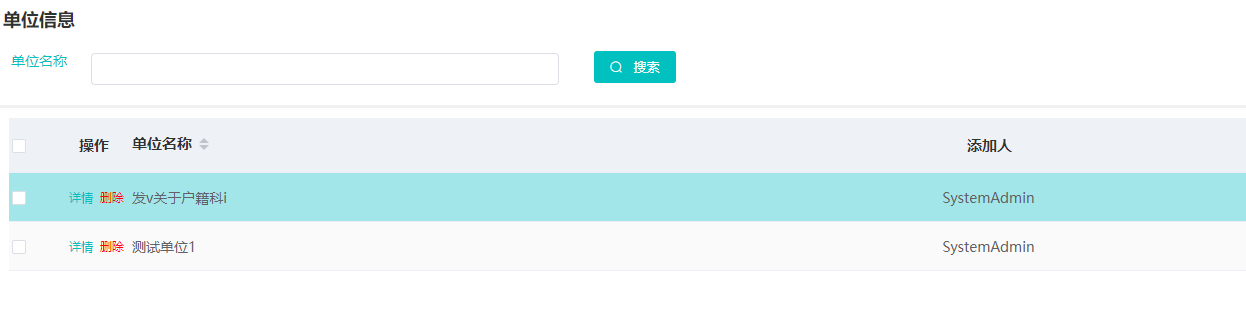 单位信息
单位名称 搜索
操作 单位名称 添加人
详情 删除 发v关于户籍科i SystemAdmin
详情 删除 测试单位1 SystemAdmin